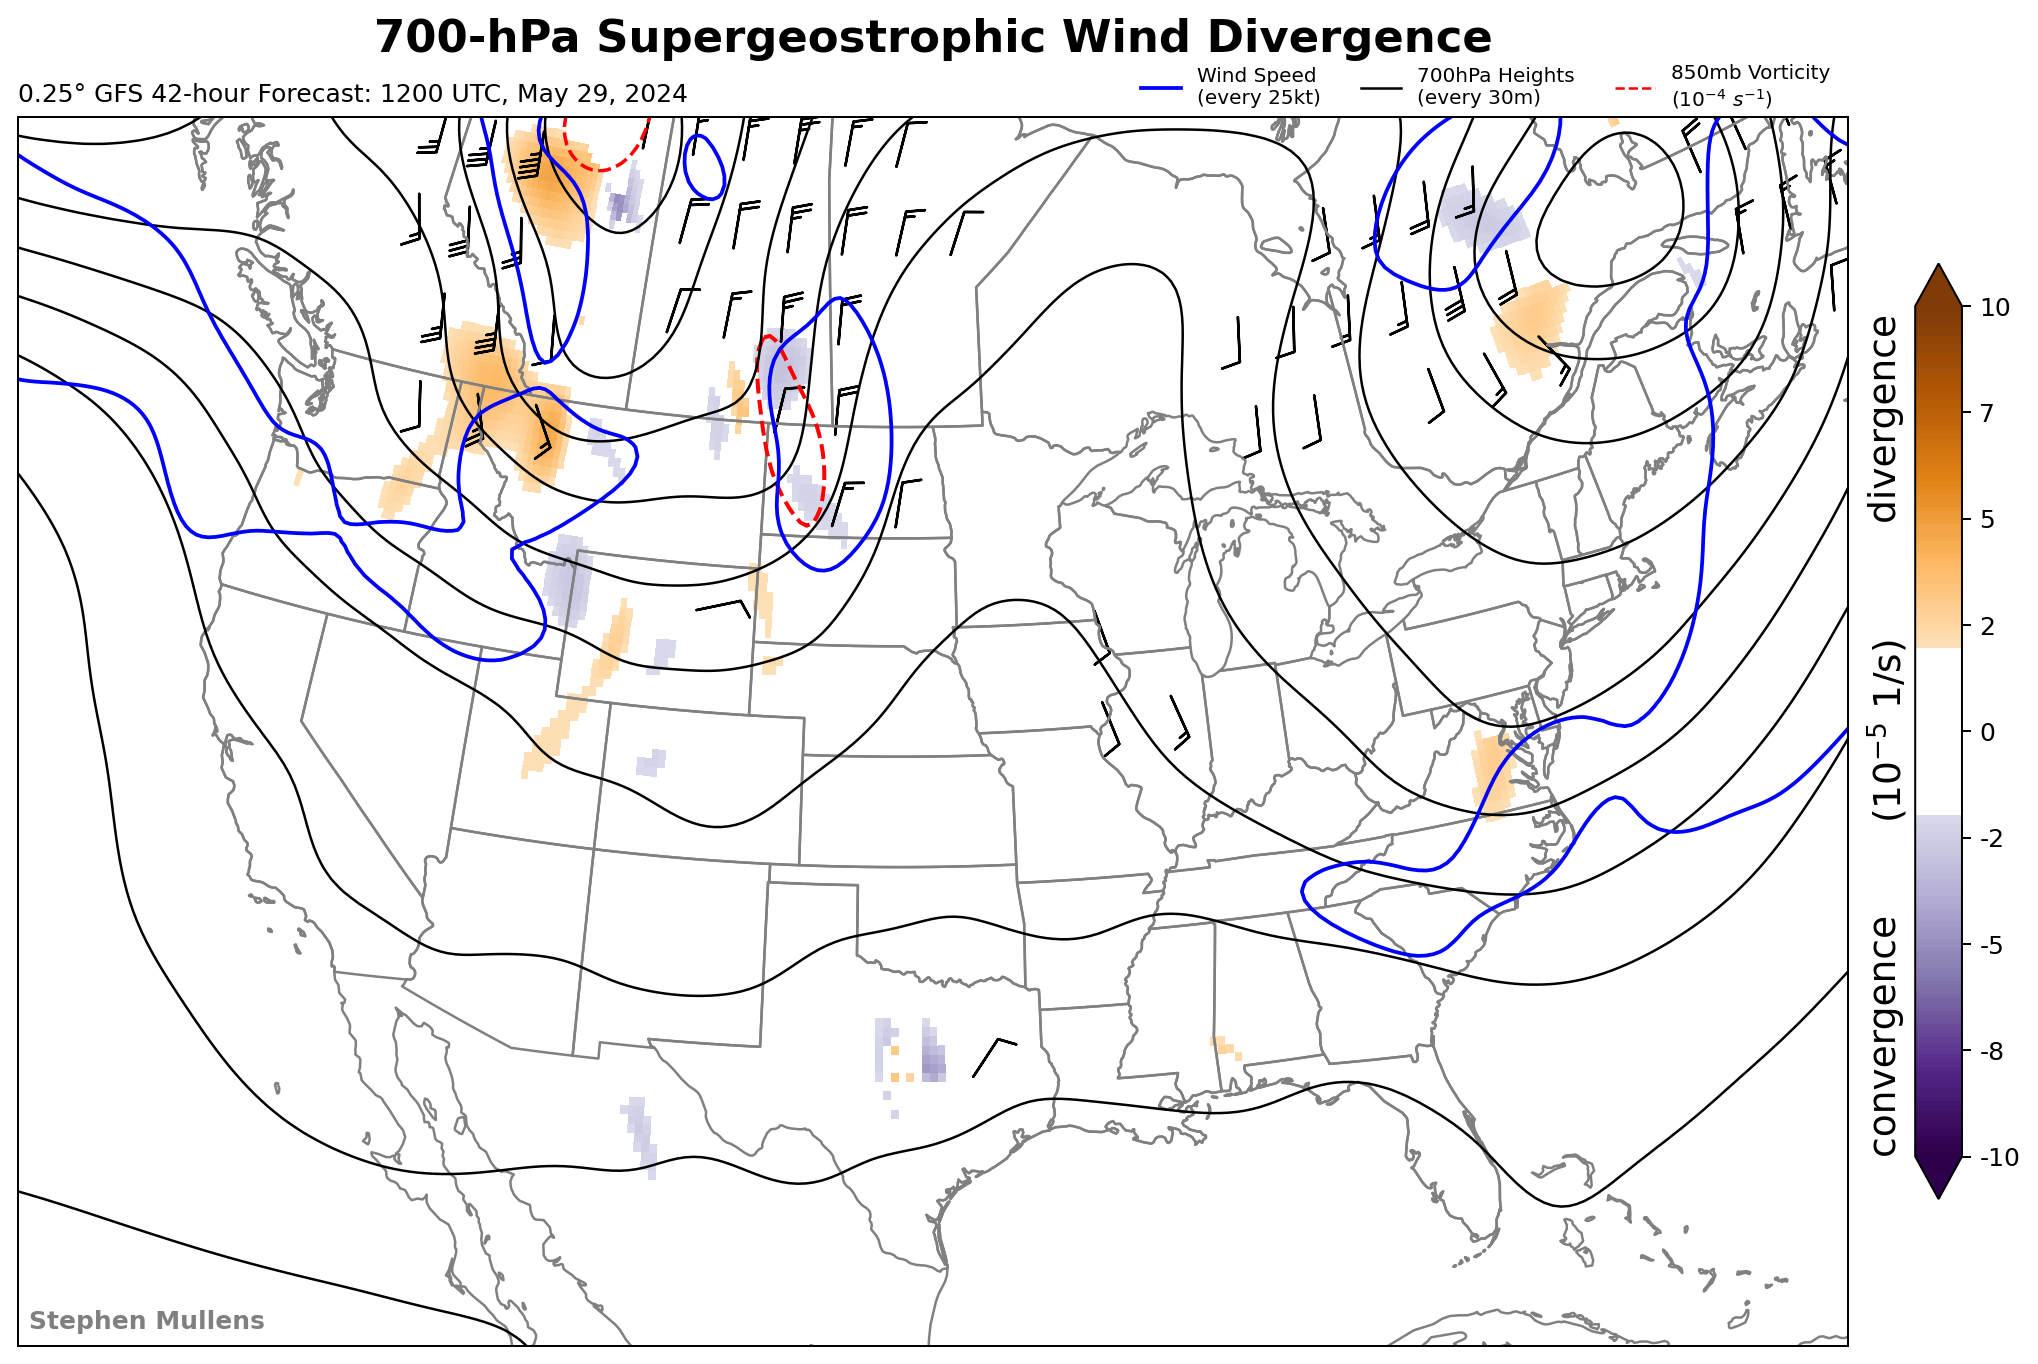 700-hPa Supergeostrophic Wind Divergence
0.25° GFS 42-hour Forecast: 1200 UTC, May 29, 2024
Wind Speed
(every 25kt)
700hPa Heights
(every 30m)
850mb Vorticity
(10⁻⁴ s⁻¹)
10
7
5
2
0
-2
-5
-8
-10
convergence (10⁻⁵ 1/s) divergence
Stephen Mullens